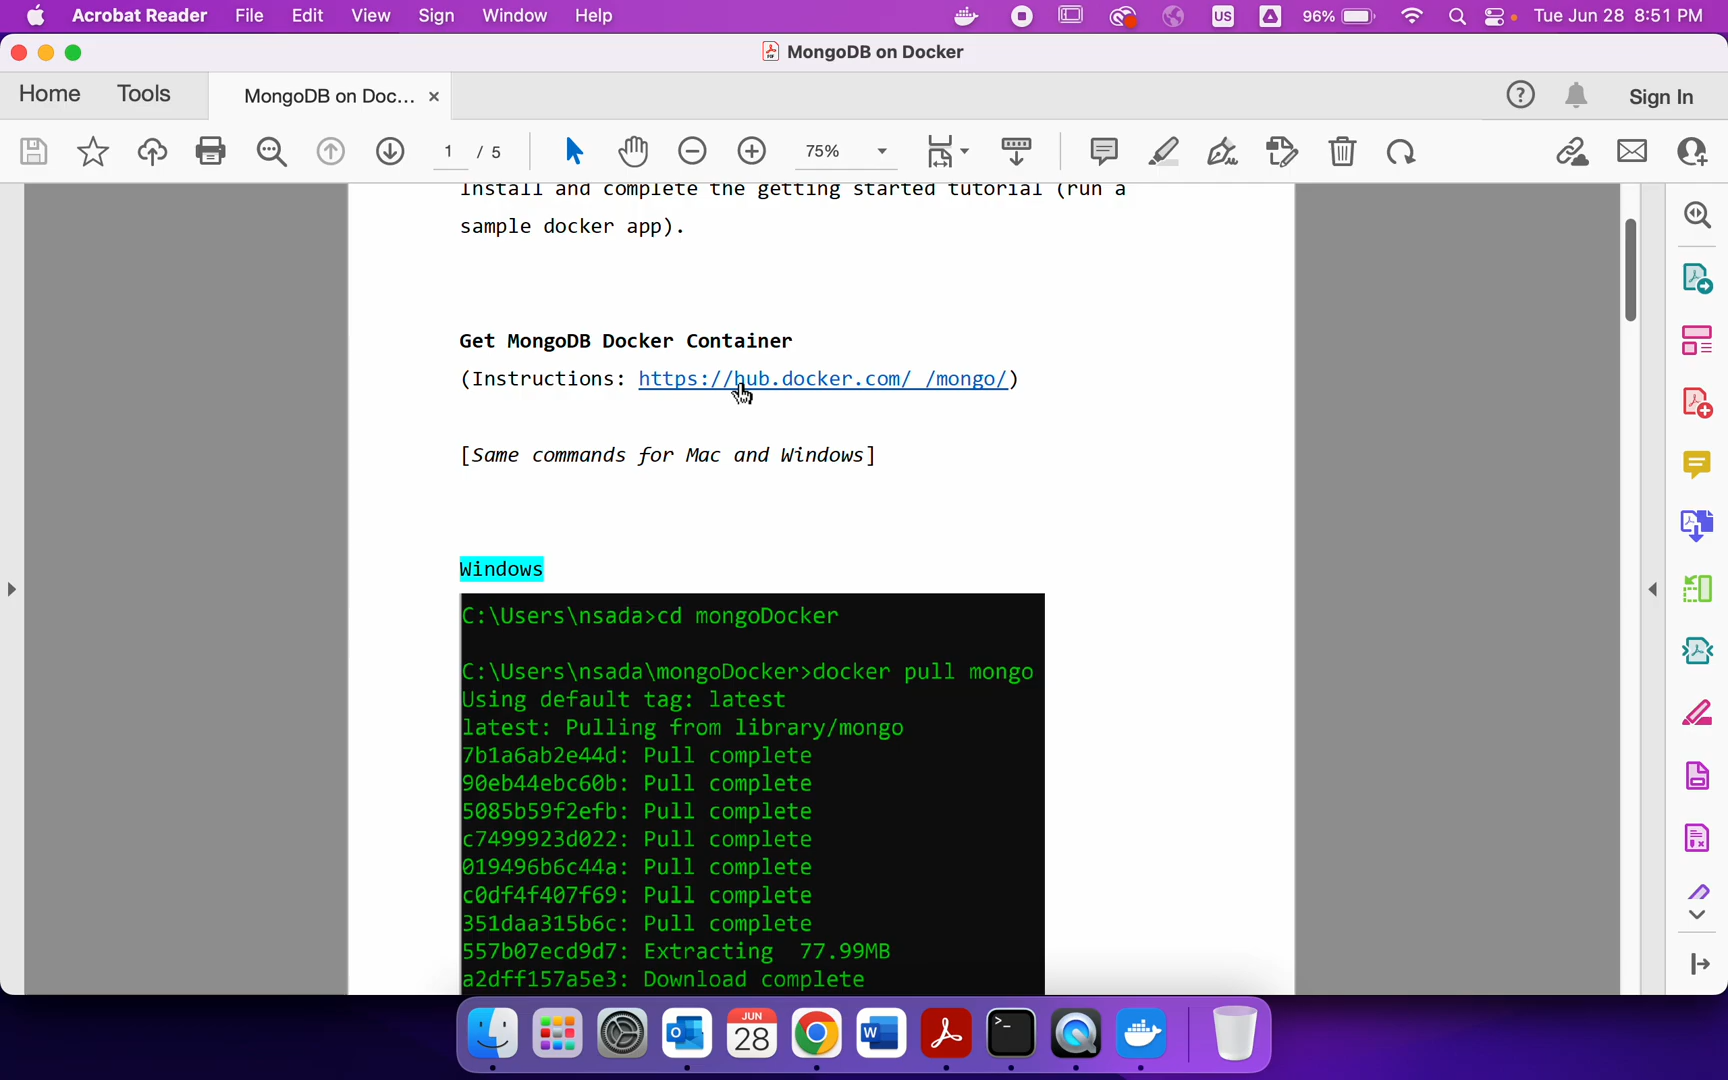 Acrobat Reader File Edit View Sign Window Help US 96% Tue Jun 28 8:51 PM
MongoDB on Docker
Home Tools MongoDB on Doc... × Sign In
1 / 5 75%
Install and complete the getting started tutorial (run a
sample docker app).
Get MongoDB Docker Container
(Instructions: https://hub.docker.com/_/mongo/)
[Same commands for Mac and Windows]
Windows
C:\Users\nsada>cd mongoDocker
C:\Users\nsada\mongoDocker>docker pull mongo
Using default tag: latest
latest: Pulling from library/mongo
7b1a6ab2e44d: Pull complete
90eb44ebc60b: Pull complete
5085b59f2efb: Pull complete
c7499923d022: Pull complete
019496b6c44a: Pull complete
c0df4f407f69: Pull complete
351daa315b6c: Pull complete
557b07ecd9d7: Extracting 77.99MB
a2dff157a5e3: Download complete
JUN
28